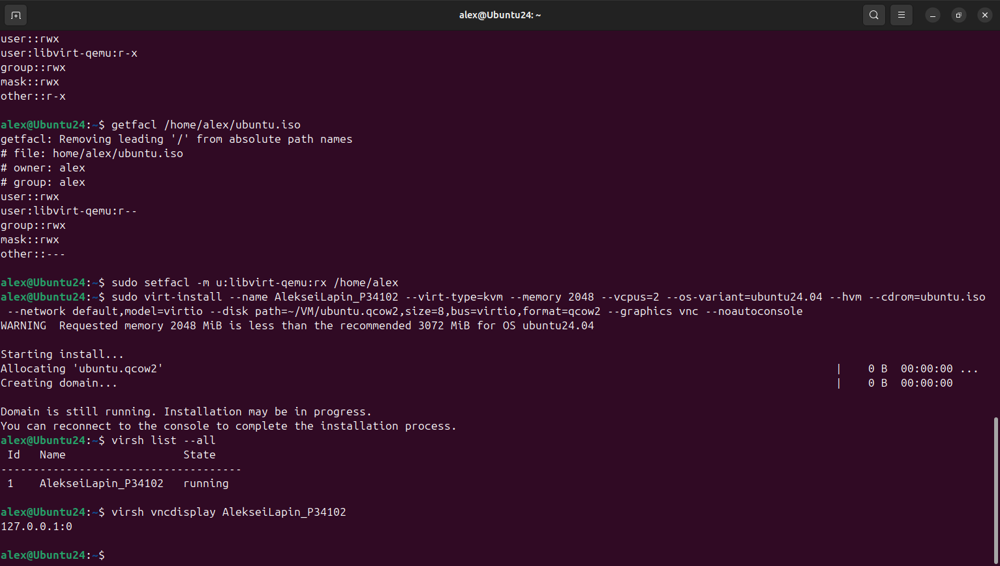 alex@Ubuntu24: ~
user::rwx
user:libvirt-qemu:r-x
group::rwx
mask::rwx
other::r-x
alex@Ubuntu24:~$ getfacl /home/alex/ubuntu.iso
getfacl: Removing leading '/' from absolute path names
# file: home/alex/ubuntu.iso
# owner: alex
# group: alex
user::rwx
user:libvirt-qemu:r--
group::rwx
mask::rwx
other::---
alex@Ubuntu24:~$ sudo setfacl -m u:libvirt-qemu:rx /home/alex
alex@Ubuntu24:~$ sudo virt-install --name AlekseiLapin_P34102 --virt-type=kvm --memory 2048 --vcpus=2 --os-variant=ubuntu24.04 --hvm --cdrom=ubuntu.iso
--network default,model=virtio --disk path=~/VM/ubuntu.qcow2,size=8,bus=virtio,format=qcow2 --graphics vnc --noautoconsole
WARNING  Requested memory 2048 MiB is less than the recommended 3072 MiB for OS ubuntu24.04
Starting install...
Allocating 'ubuntu.qcow2' | 0 B 00:00:00 ...
Creating domain... | 0 B 00:00:00
Domain is still running. Installation may be in progress.
You can reconnect to the console to complete the installation process.
alex@Ubuntu24:~$ virsh list --all
Id Name State
-------------------------------------
1 AlekseiLapin_P34102 running
alex@Ubuntu24:~$ virsh vncdisplay AlekseiLapin_P34102
127.0.0.1:0
alex@Ubuntu24:~$